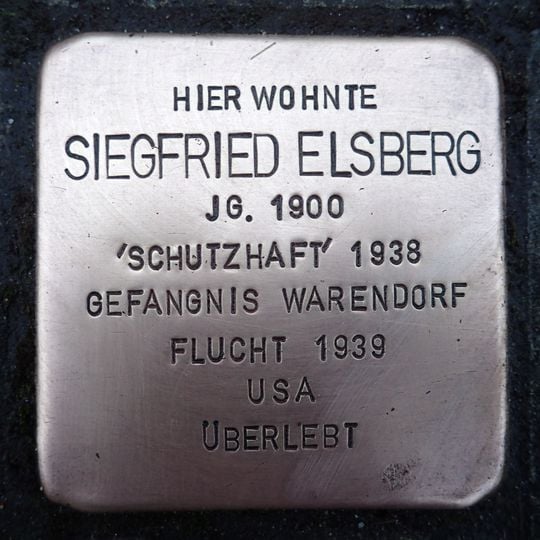 HIER WOHNTE
SIEGFRIED ELSBERG
JG. 1900
'SCHUTZHAFT' 1938
GEFANGNIS WARENDORF
FLUCHT 1939
USA
ÜBERLEBT